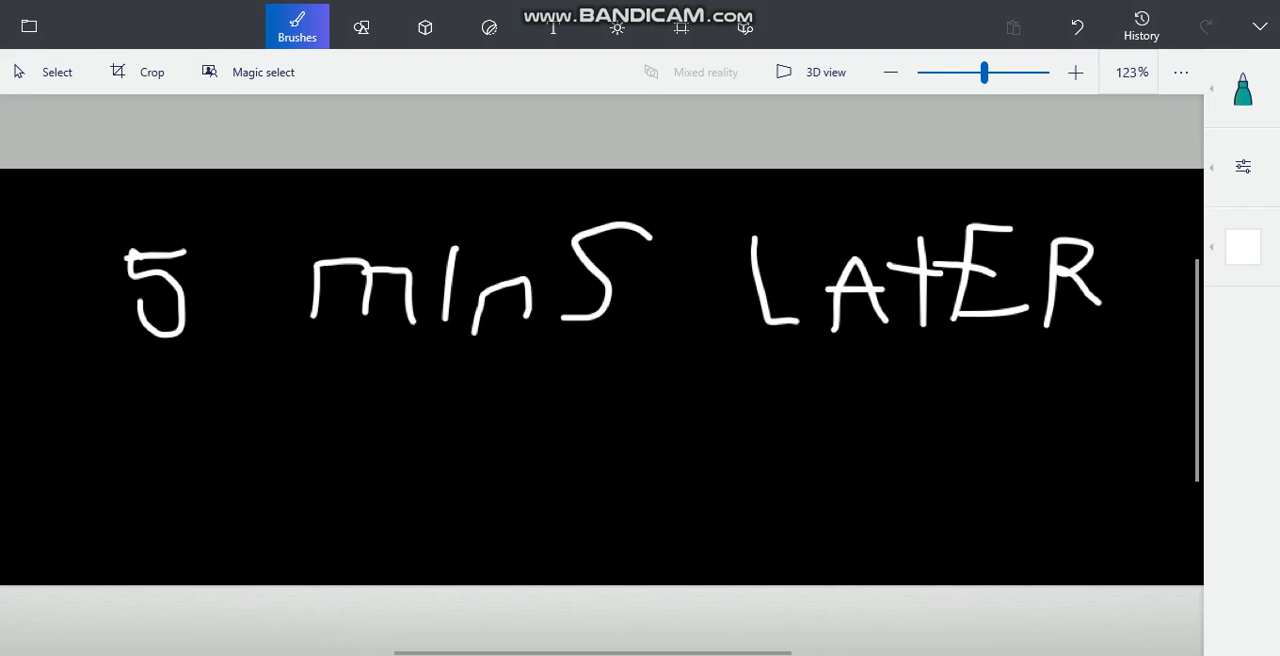 www.BANDICAM.com
Brushes
History
Select Crop Magic select Mixed reality 3D view 123%
5 mInS LAtER